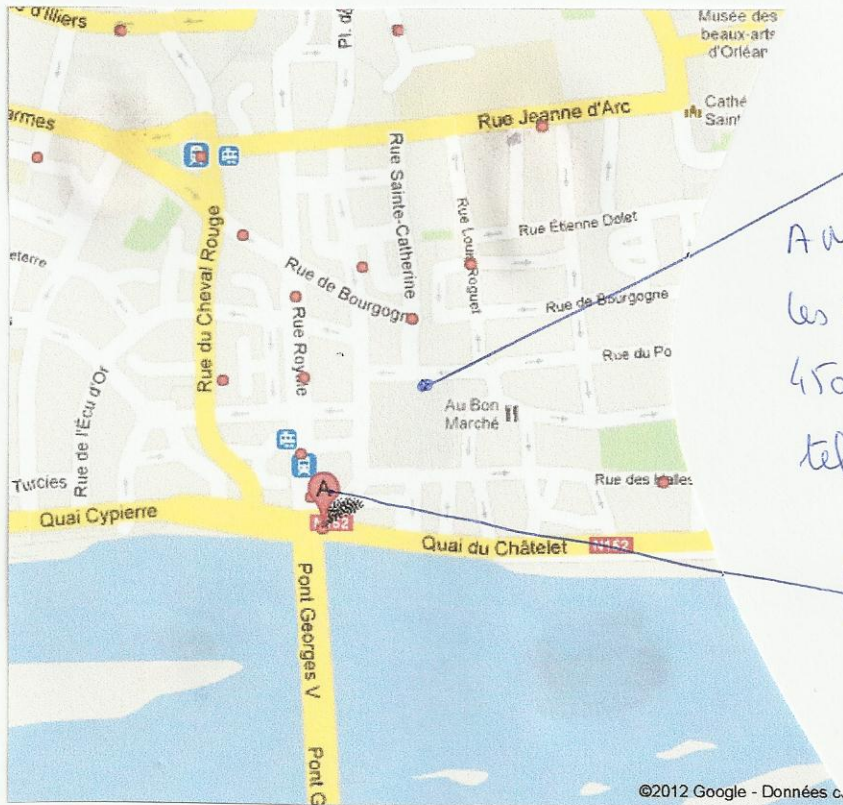 d'Illiers
Pl. d
Musée des
beaux-arts
d'Orléan
armes
Rue Jeanne d'Arc
Cathé
Saint
Rue Sainte-Catherine
Rue Louis Roguet
Rue Étienne Dolet
eterre
Rue du Cheval Rouge
Rue de Bourgogne
Rue Royale
Rue de Bourgogne
Rue du Po
Rue de l'Écu d'Or
Au Bon
Marché
Turcies
Rue des Halles
A
N152
Quai Cypierre
Quai du Châtelet
N152
Pont Georges V
Pont G
©2012 Google - Données c
les
450
tel